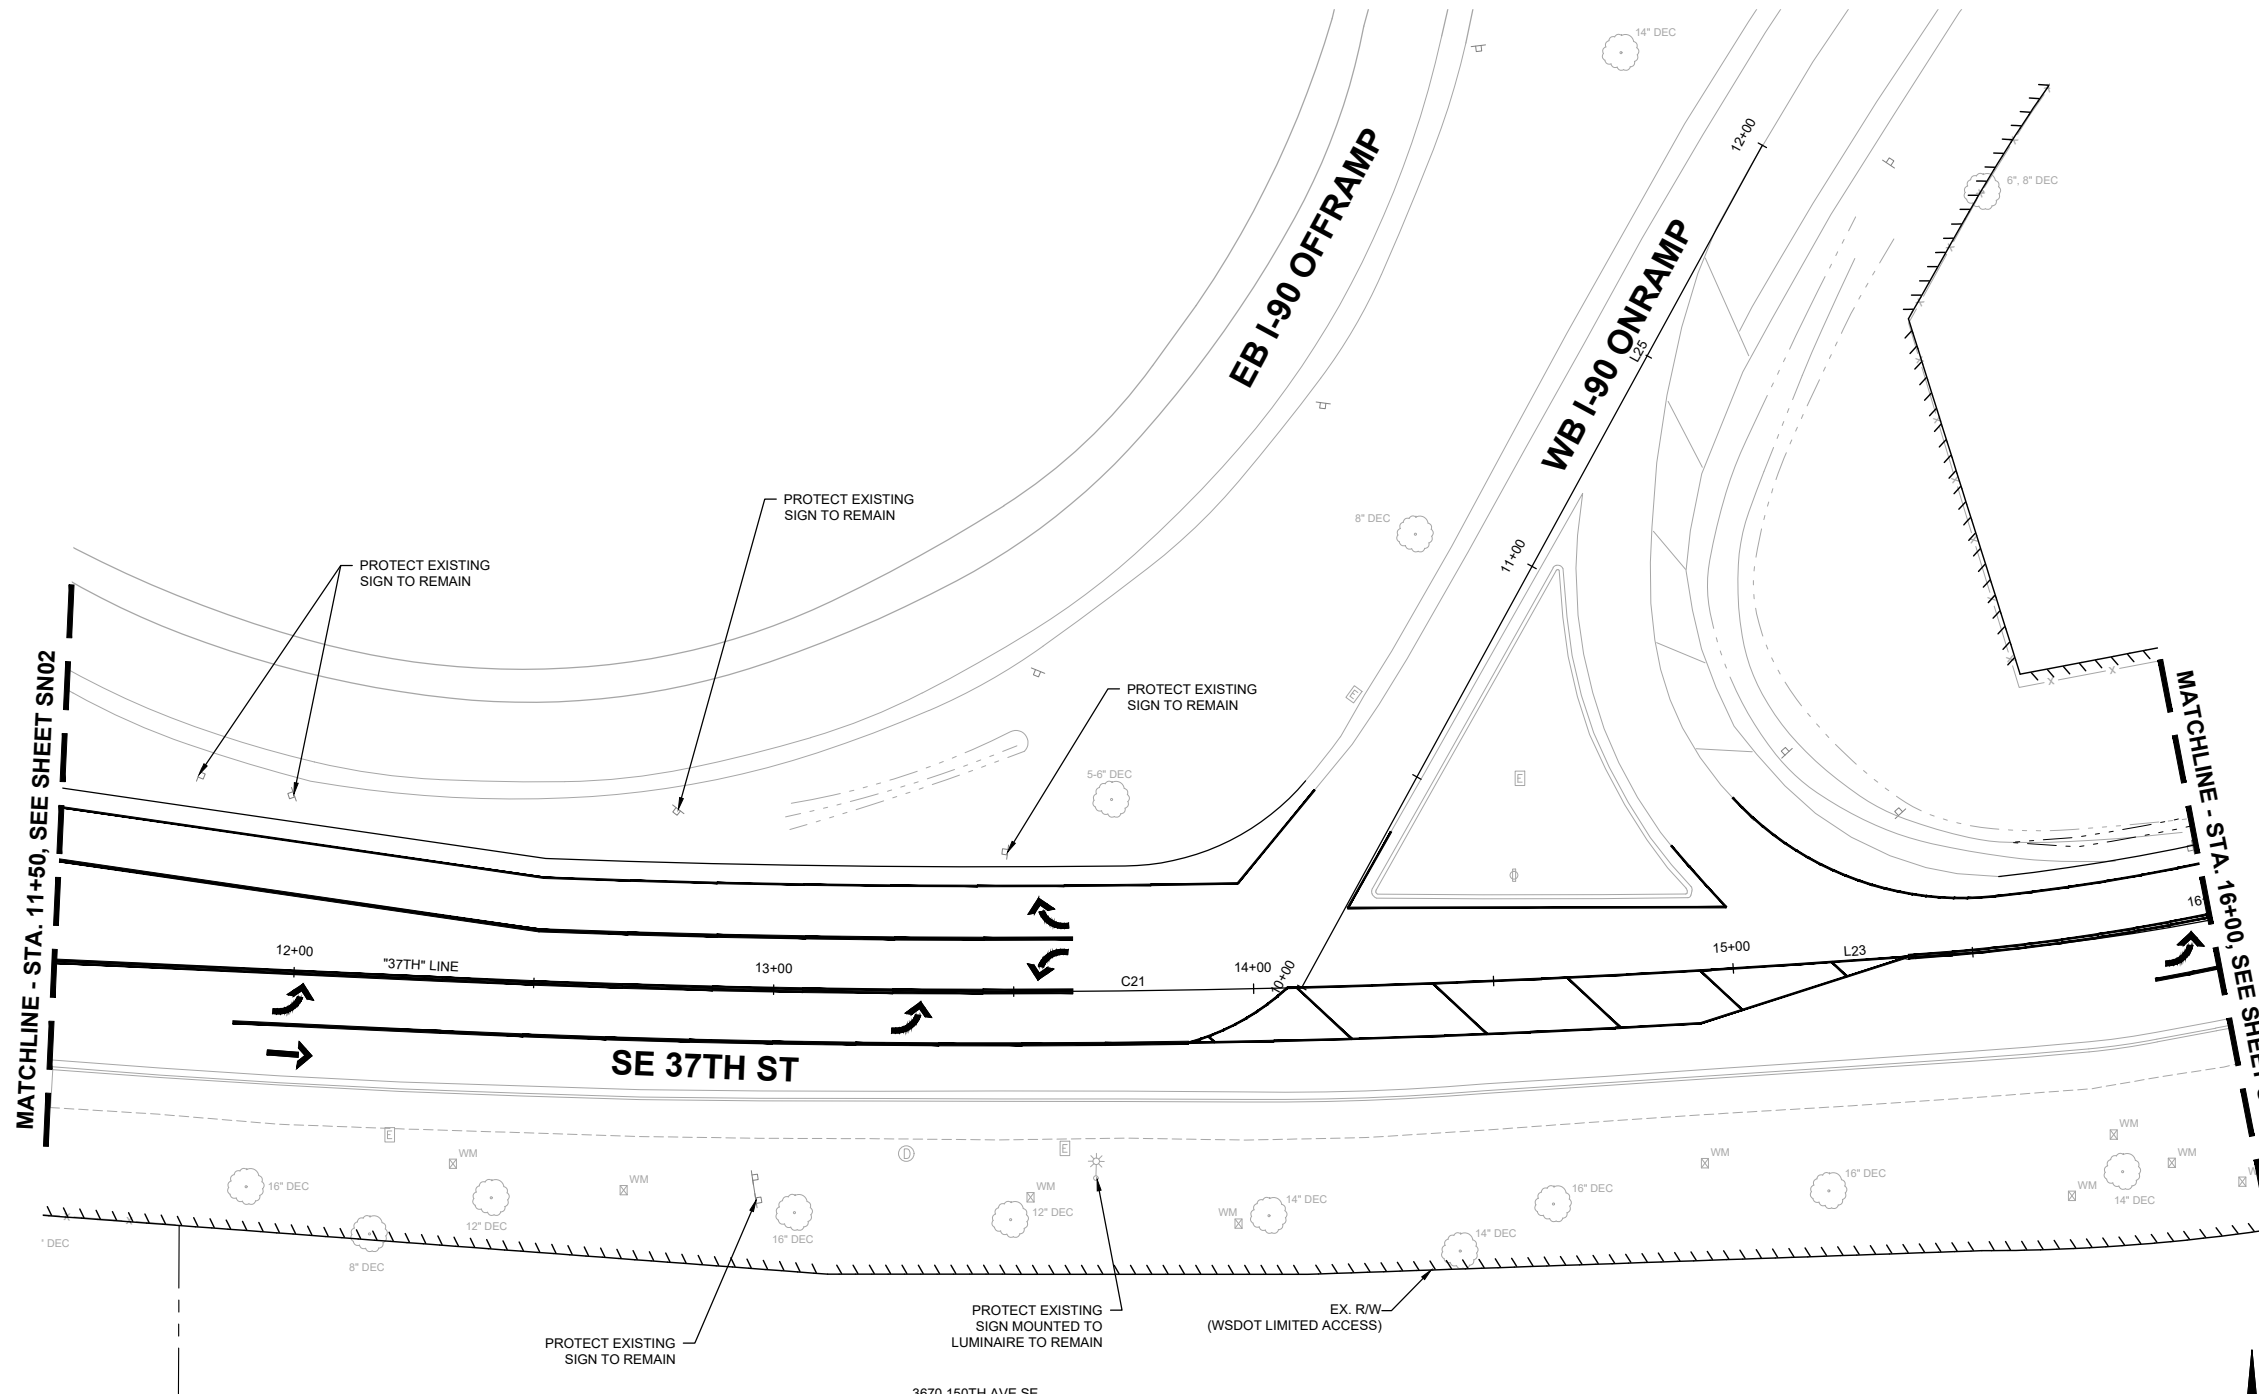 14" DEC
12+00
6", 8" DEC
EB I-90 OFFRAMP
WB I-90 ONRAMP
L25
PROTECT EXISTING
SIGN TO REMAIN
8" DEC
11+00
PROTECT EXISTING
SIGN TO REMAIN
MATCHLINE - STA. 11+50, SEE SHEET SN02
PROTECT EXISTING
SIGN TO REMAIN
E
MATCHLINE - STA. 16+00, SEE SHEET
5-6" DEC
E
16
12+00
"37TH" LINE
13+00
C21
14+00
10+00
15+00
L23
SE 37TH ST
E
WM
D
E
WM
WM
WM
16" DEC
WM
WM
14" DEC
16" DEC
16" DEC
WM
14" DEC
12" DEC
16" DEC
12" DEC
WM
14" DEC
' DEC
8" DEC
PROTECT EXISTING
SIGN TO REMAIN
PROTECT EXISTING
SIGN MOUNTED TO
LUMINAIRE TO REMAIN
EX. R/W
(WSDOT LIMITED ACCESS)
3670 150TH AVE SE